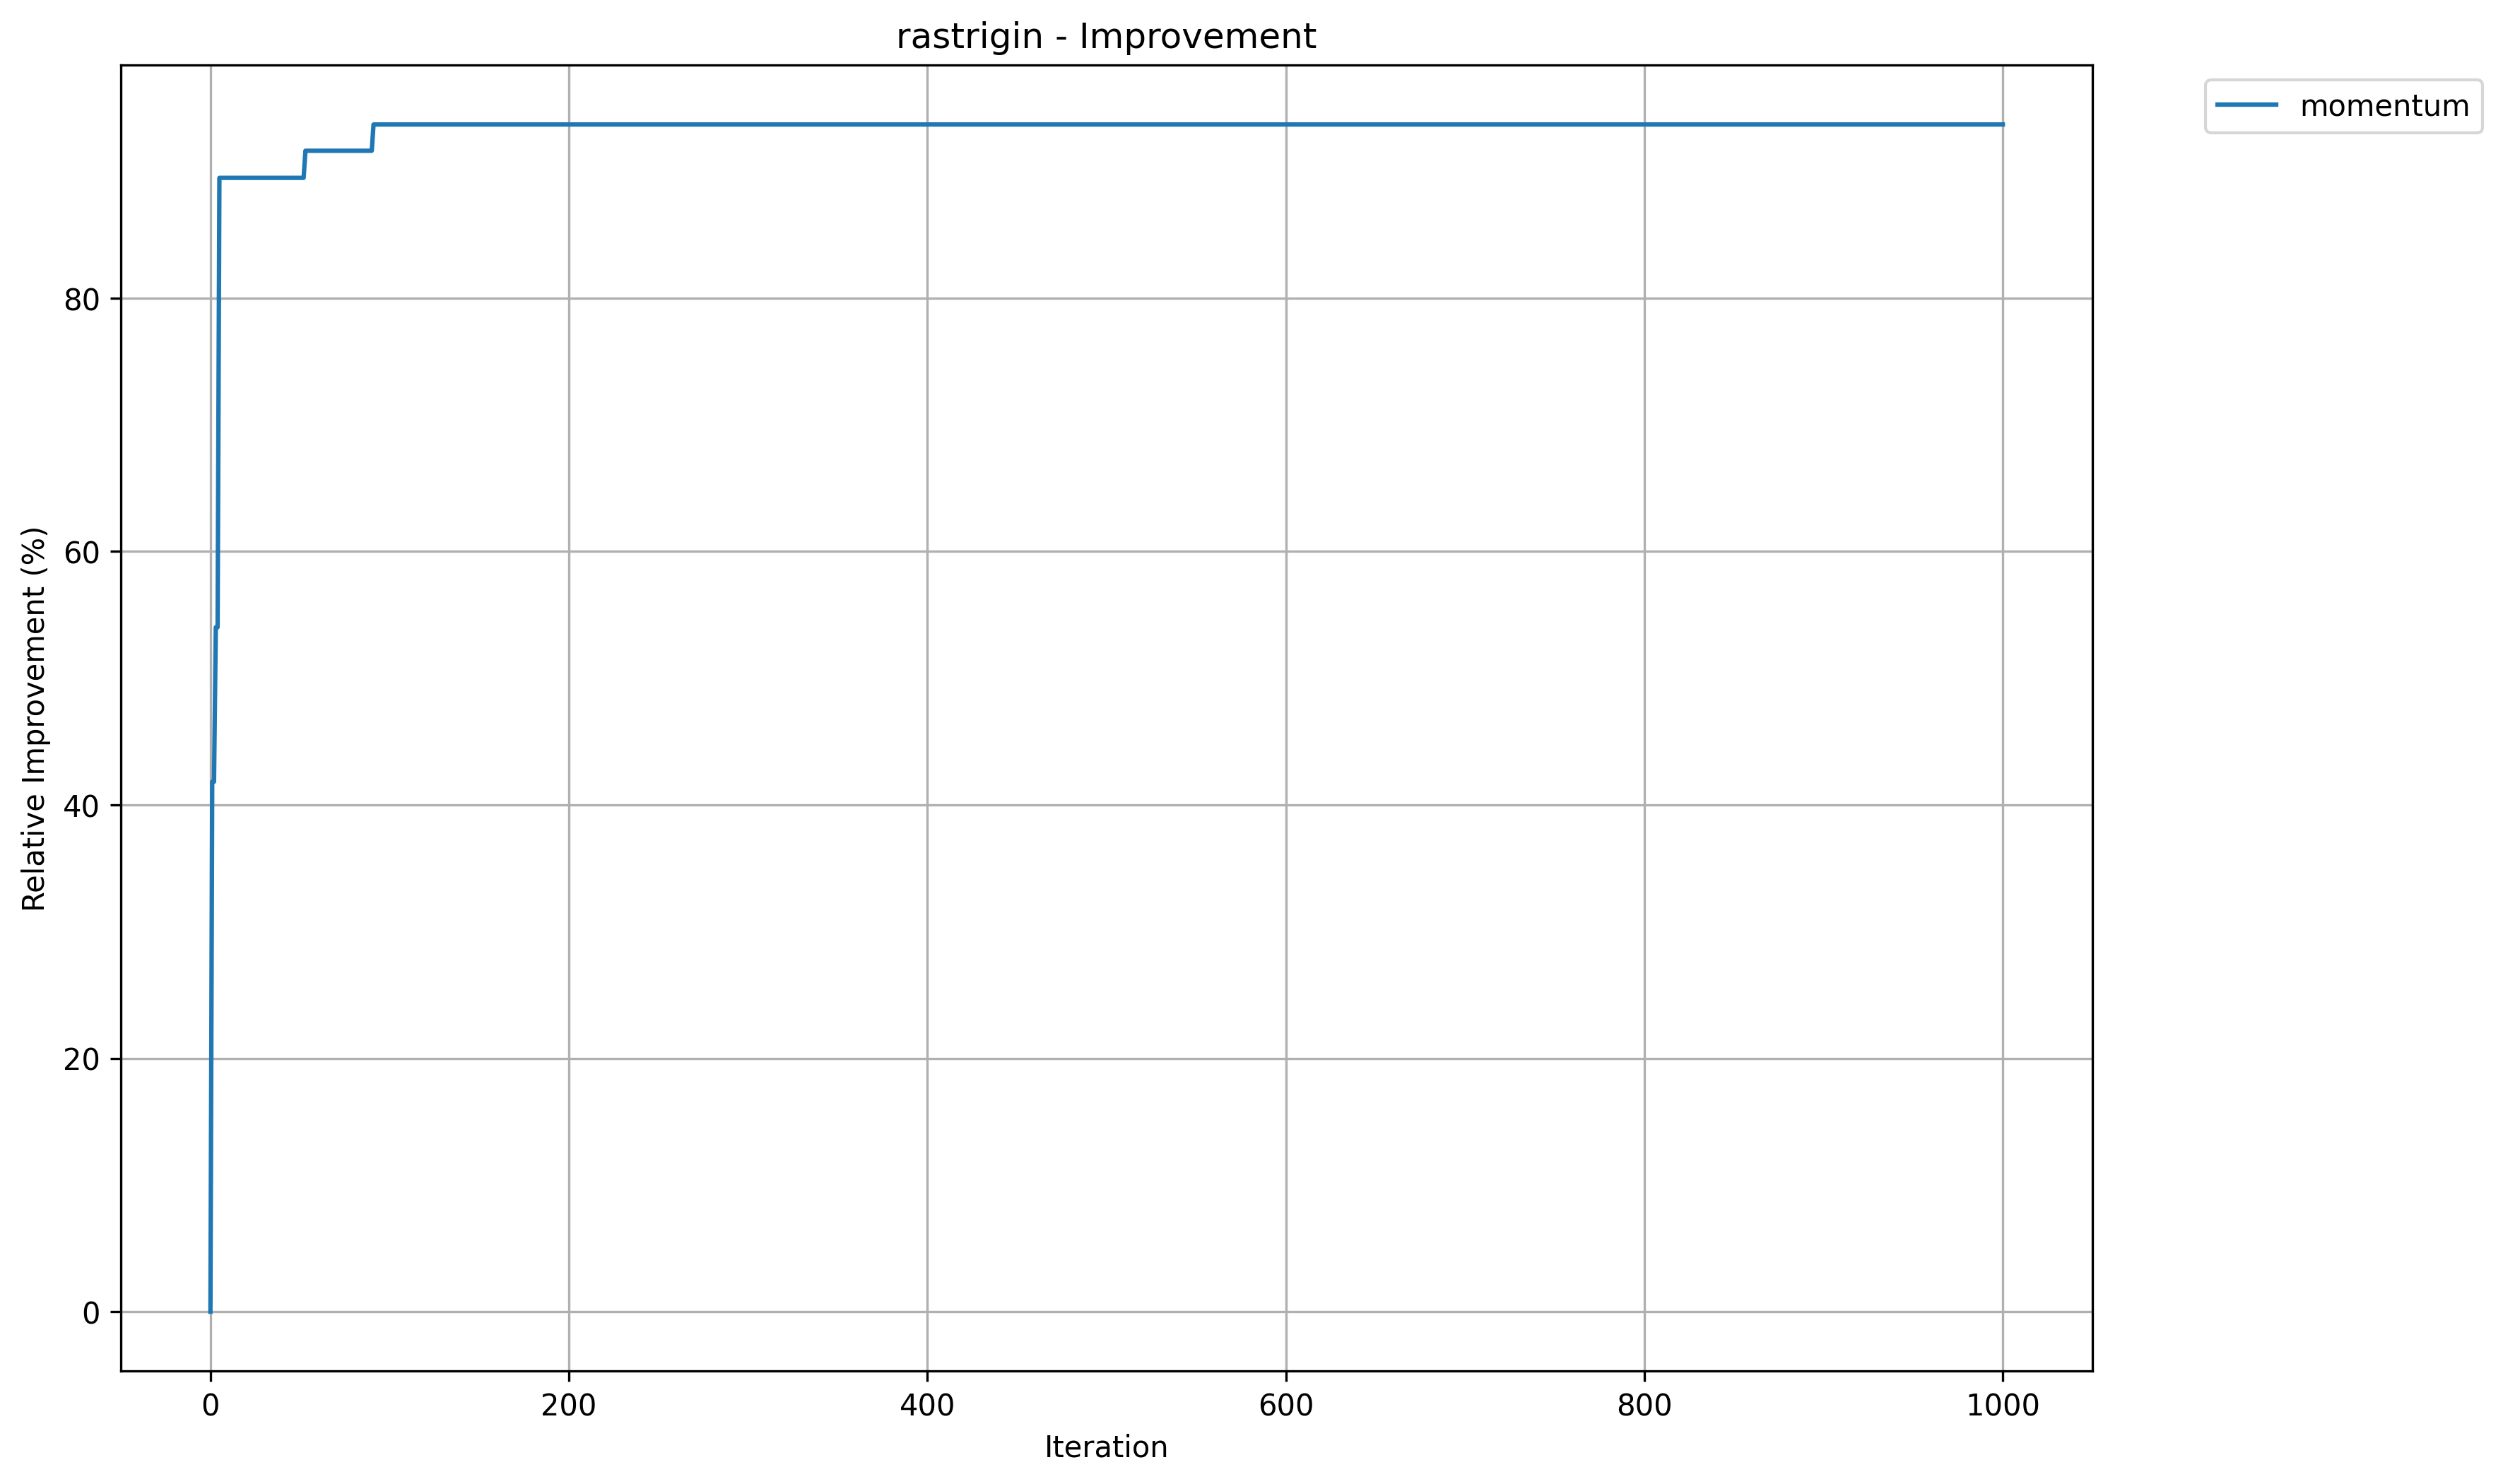 rastrigin - Improvement
momentum
Relative Improvement (%)
80
60
40
20
0
0 200 400 600 800 1000
Iteration